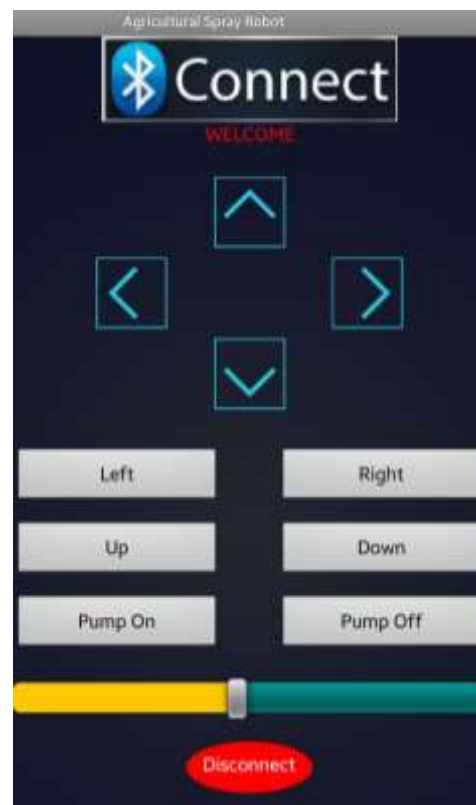 Agricultural Spray Robot
Connect
WELCOME
Left Right
Up Down
Pump On Pump Off
Disconnect